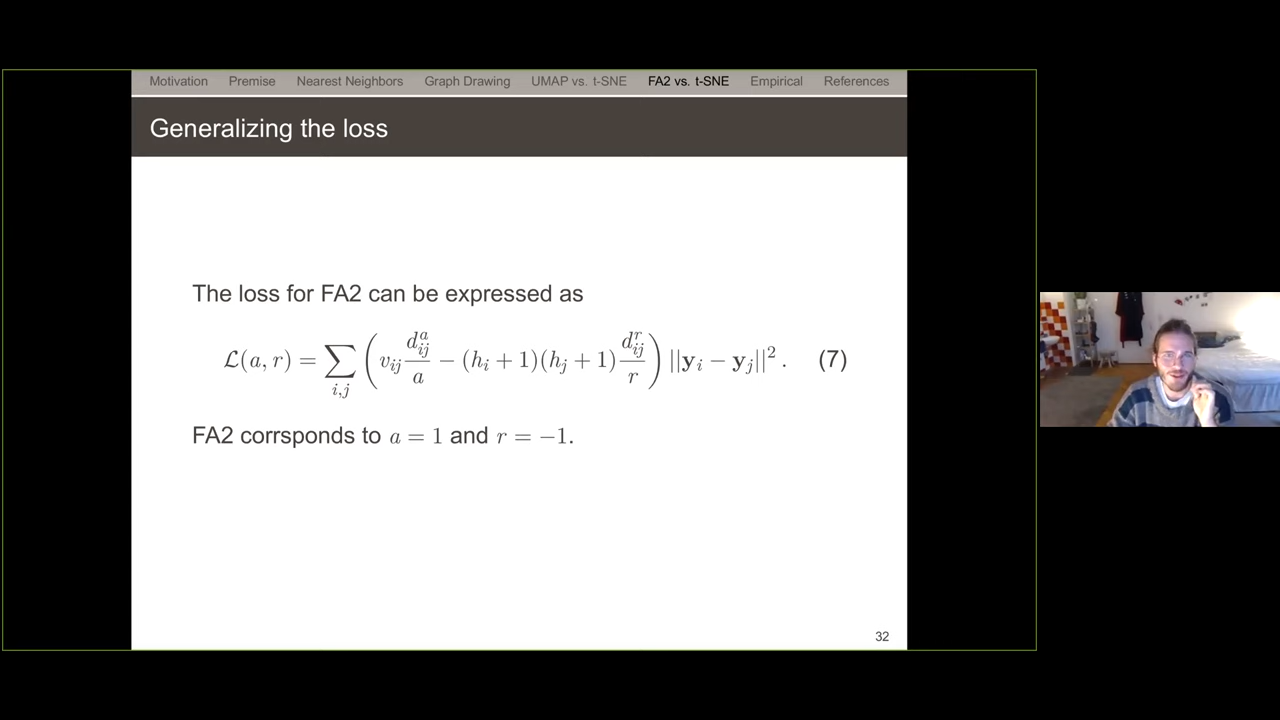 Motivation Premise Nearest Neighbors Graph Drawing UMAP vs. t-SNE FA2 vs. t-SNE Empirical References
Generalizing the loss
The loss for FA2 can be expressed as
$\mathcal{L}(a, r) = \sum_{i,j} \left( v_{ij} \frac{d_{ij}^a}{a} - (h_i + 1)(h_j + 1) \frac{d_{ij}^r}{r} \right) ||\mathbf{y}_i - \mathbf{y}_j||^2 .$ (7)
FA2 corrsponds to $a = 1$ and $r = -1$.
32